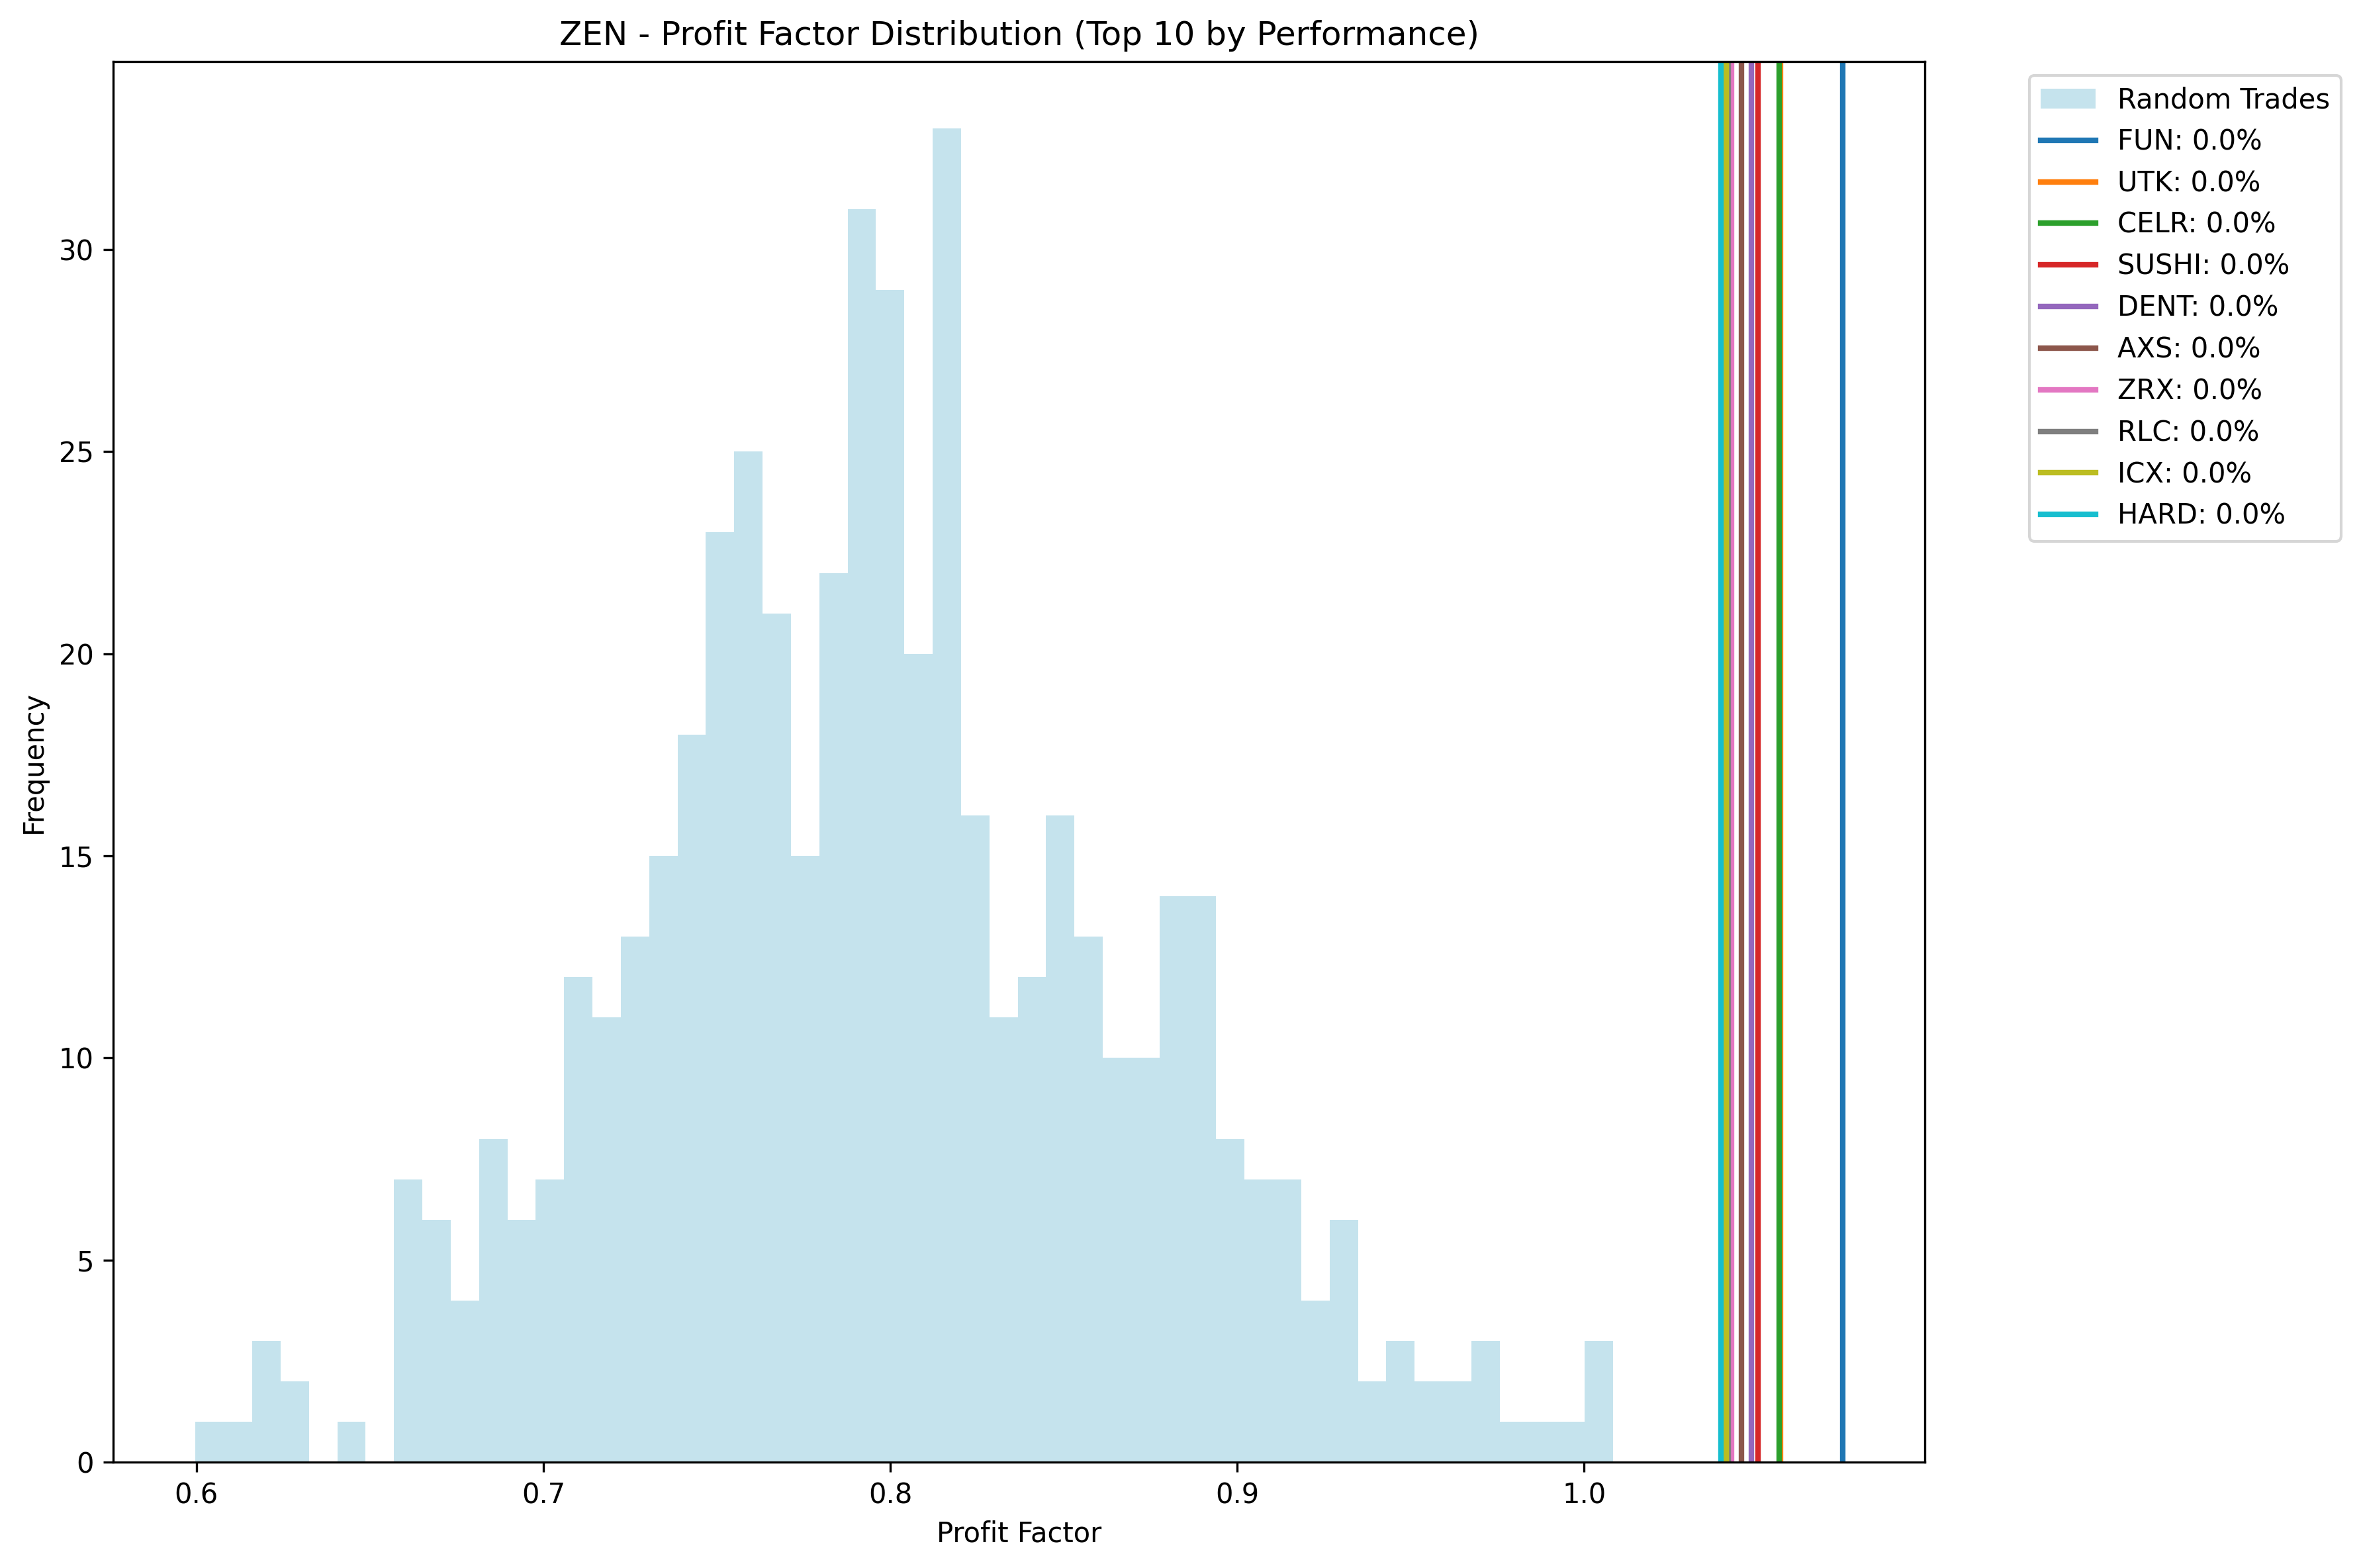 ZEN - Profit Factor Distribution (Top 10 by Performance)
Random Trades
FUN: 0.0%
UTK: 0.0%
CELR: 0.0%
SUSHI: 0.0%
DENT: 0.0%
AXS: 0.0%
ZRX: 0.0%
RLC: 0.0%
ICX: 0.0%
HARD: 0.0%
Frequency
30
25
20
15
10
5
0
0.6
0.7
0.8
0.9
1.0
Profit Factor